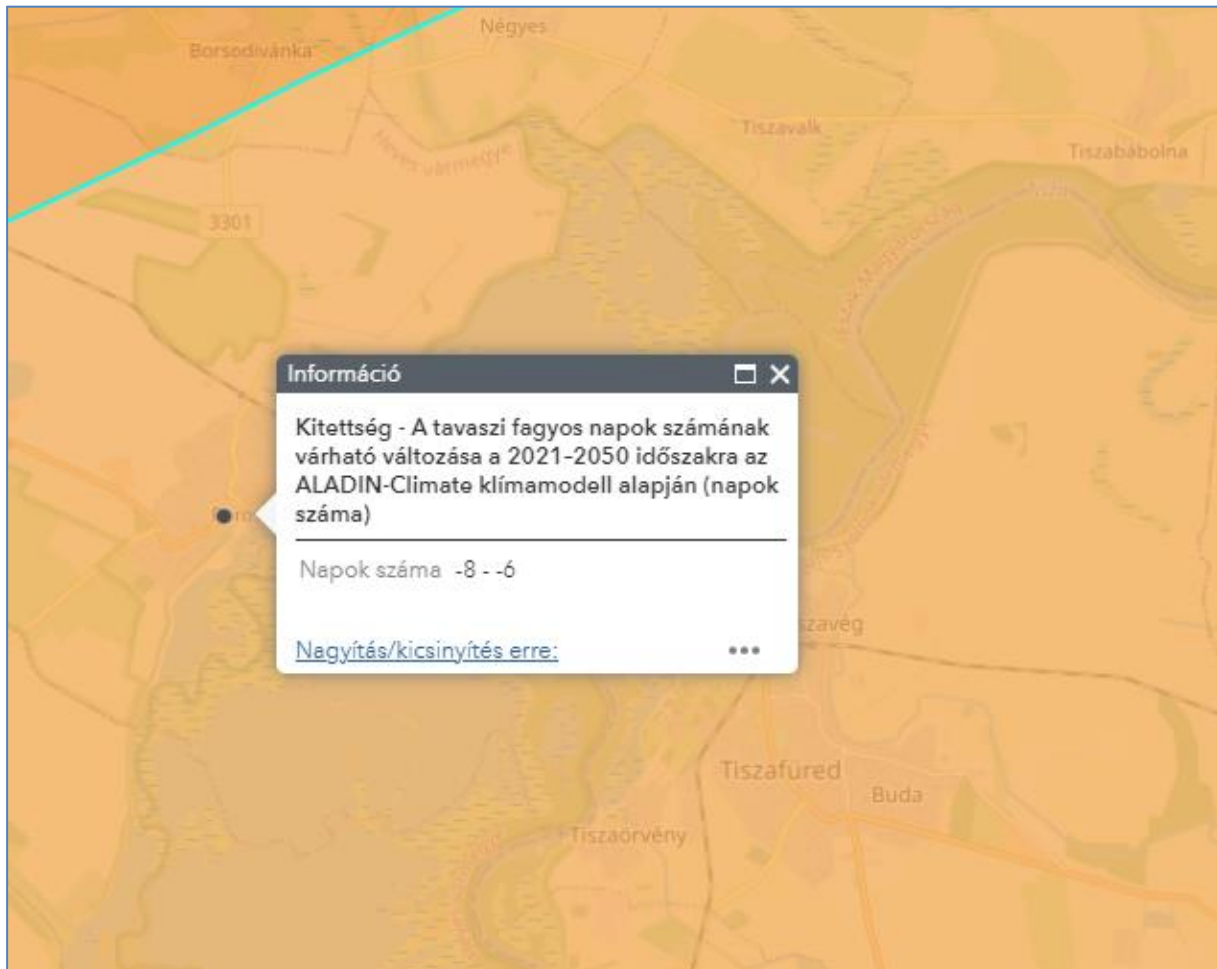 Négyes
Borsodivánka
Tiszavalk
Heves vármegye
Tiszabábolna
3301
Információ
Kitettség - A tavaszi fagyos napok számának
várható változása a 2021-2050 időszakra az
ALADIN-Climate klímamodell alapján (napok
száma)
Napok száma -8 - -6
Nagyítás/kicsinyítés erre:
Tiszafüred
Buda
Tiszaörvény